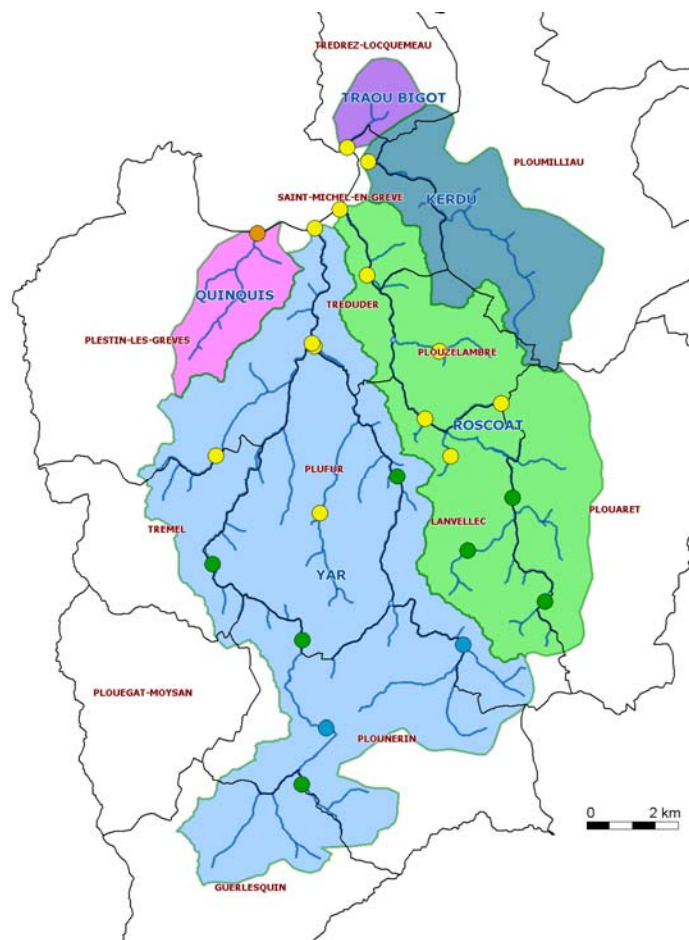 TREDREZ-LOCQUEMEAU
TRAOU BIGOT
PLOUMILLIAU
SAINT-MICHEL-EN-GREVE
KERDU
QUINQUIS
TREDUDER
PLESTIN-LES-GREVES
PLOUZELAMBRE
ROSCOAT
PLUFUR
PLOUARET
LANVELLEC
TREMEL
YAR
PLOUEGAT-MOYSAN
PLOUNERIN
0 2 km
GUERLESQUIN